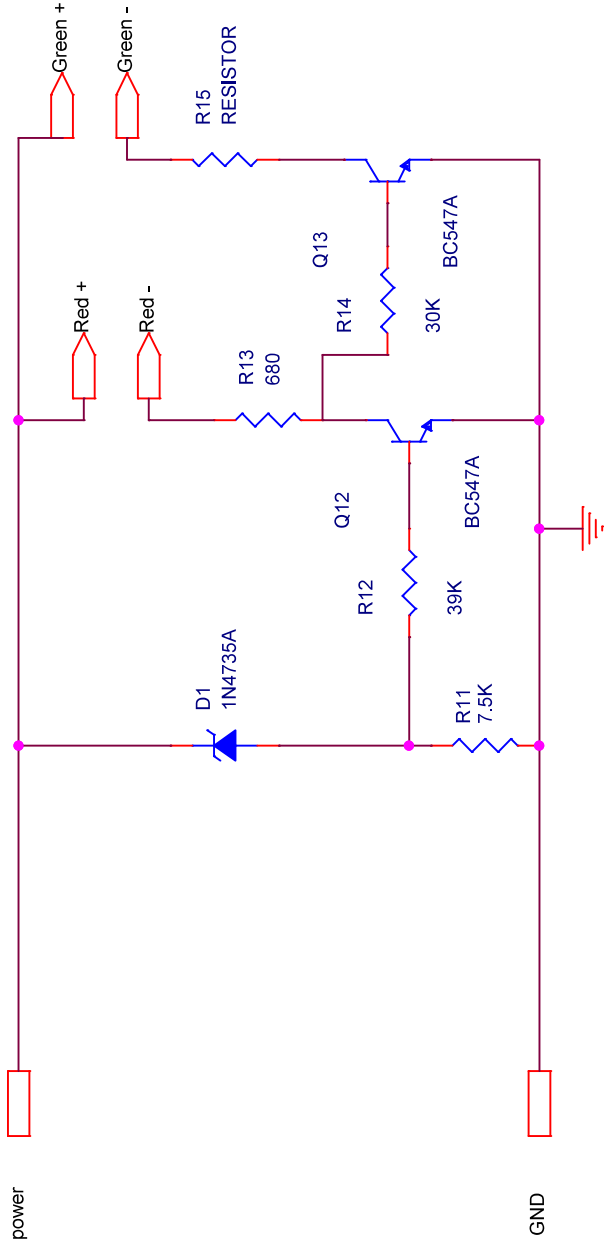 power
GND
D1
1N4735A
R11
7.5K
R12
39K
Q12
BC547A
R13
680
Red +
Red -
R14
30K
Q13
BC547A
R15
RESISTOR
Green +
Green -